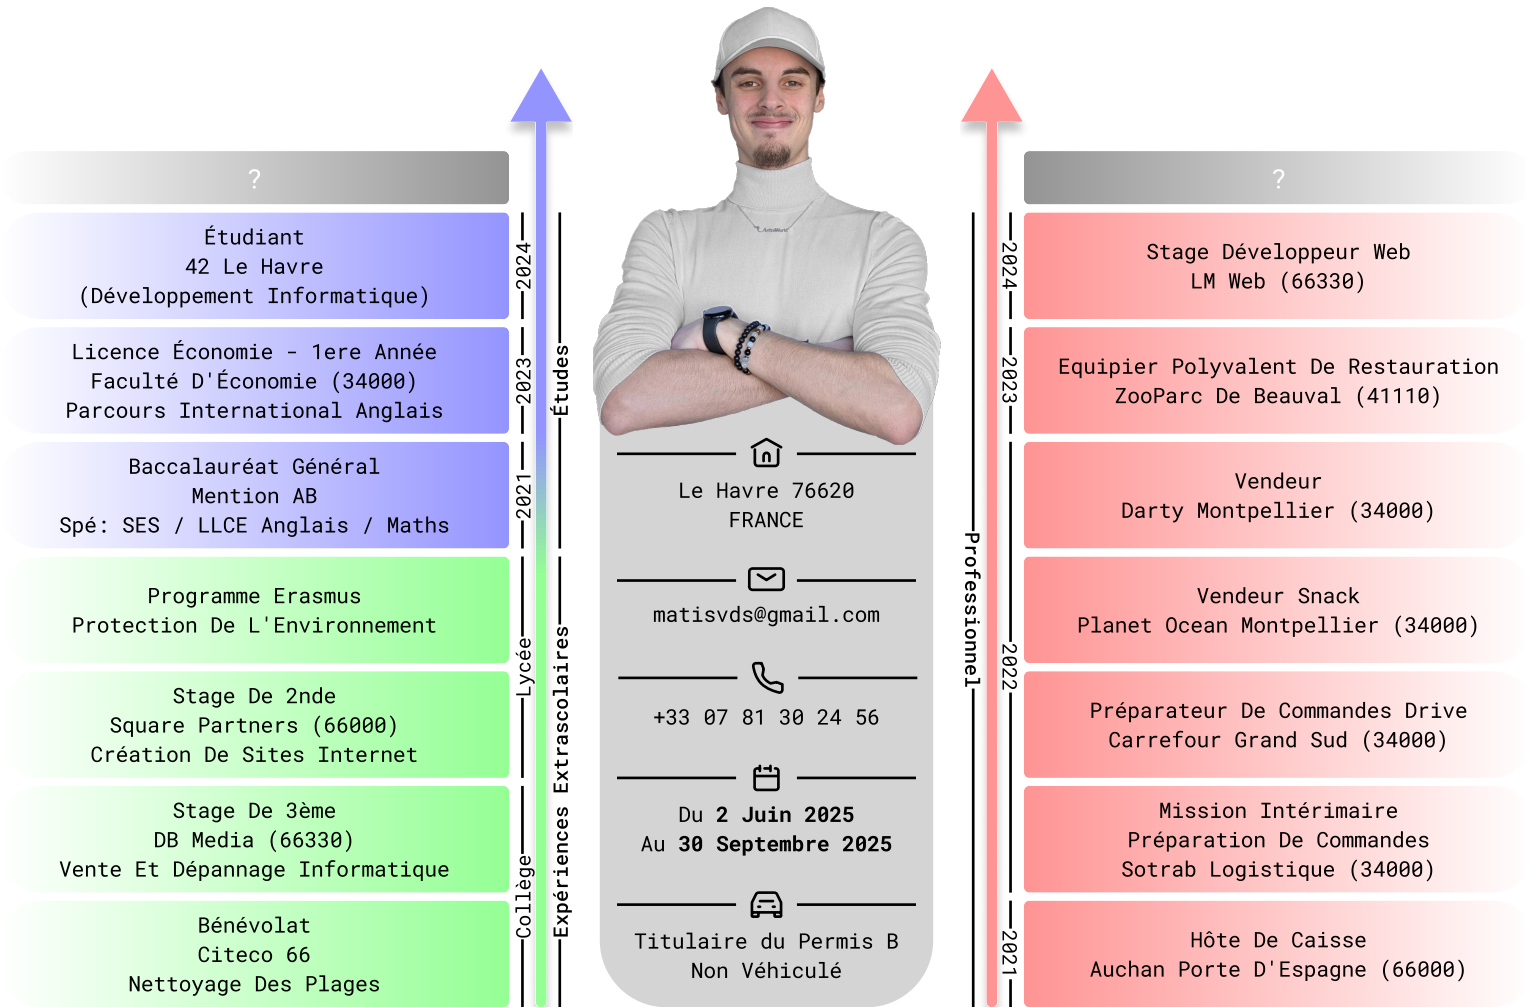 ?
Étudiant
42 Le Havre
(Développement Informatique)
2024
Licence Économie - 1ere Année
Faculté D'Économie (34000)
Parcours International Anglais
2023
Baccalauréat Général
Mention AB
Spé: SES / LLCE Anglais / Maths
2021
Études
Programme Erasmus
Protection De L'Environnement
Stage De 2nde
Square Partners (66000)
Création De Sites Internet
Lycée
Stage De 3ème
DB Media (66330)
Vente Et Dépannage Informatique
Bénévolat
Citeco 66
Nettoyage Des Plages
Collège
Expériences Extrascolaires
Le Havre 76620
FRANCE
matisvds@gmail.com
+33 07 81 30 24 56
Du 2 Juin 2025
Au 30 Septembre 2025
Titulaire du Permis B
Non Véhiculé
Professionnel
?
2024
Stage Développeur Web
LM Web (66330)
2023
Equipier Polyvalent De Restauration
ZooParc De Beauval (41110)
2022
Vendeur
Darty Montpellier (34000)
Vendeur Snack
Planet Ocean Montpellier (34000)
Préparateur De Commandes Drive
Carrefour Grand Sud (34000)
Mission Intérimaire
Préparation De Commandes
Sotrab Logistique (34000)
2021
Hôte De Caisse
Auchan Porte D'Espagne (66000)